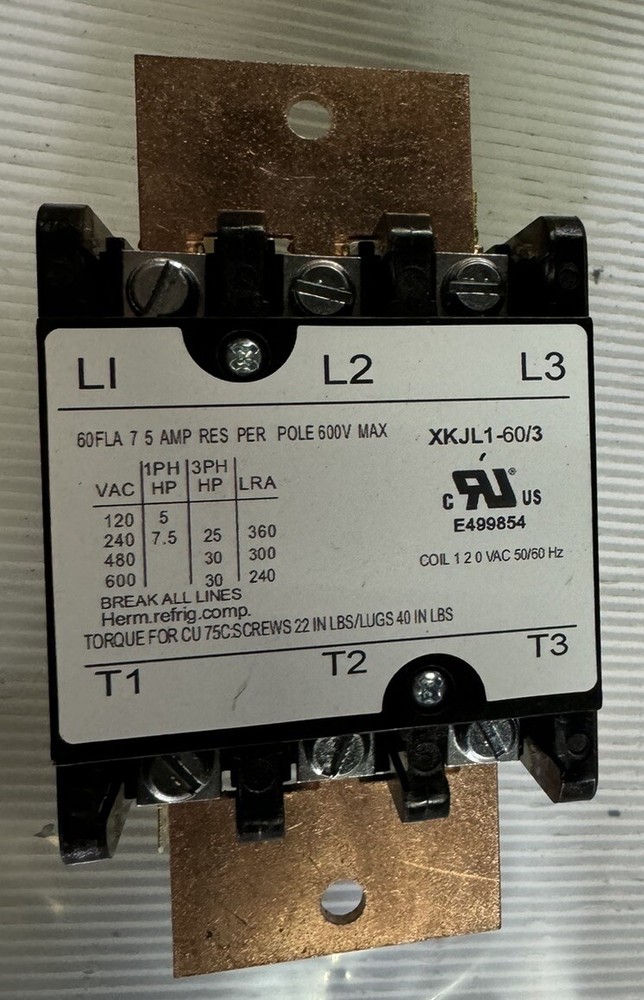 L1 L2 L3
60FLA 7 5 AMP RES PER POLE 600V MAX
XKJL1-60/3
VAC 1PH HP 3PH HP LRA
120 5
240 7.5 25 360
480 30 300
600 30 240
C RU ® US
E499854
COIL 1 2 0 VAC 50/60 Hz
BREAK ALL LINES
Herm.refrig.comp.
TORQUE FOR CU 75C:SCREWS 22 IN LBS/LUGS 40 IN LBS
T1 T2 T3